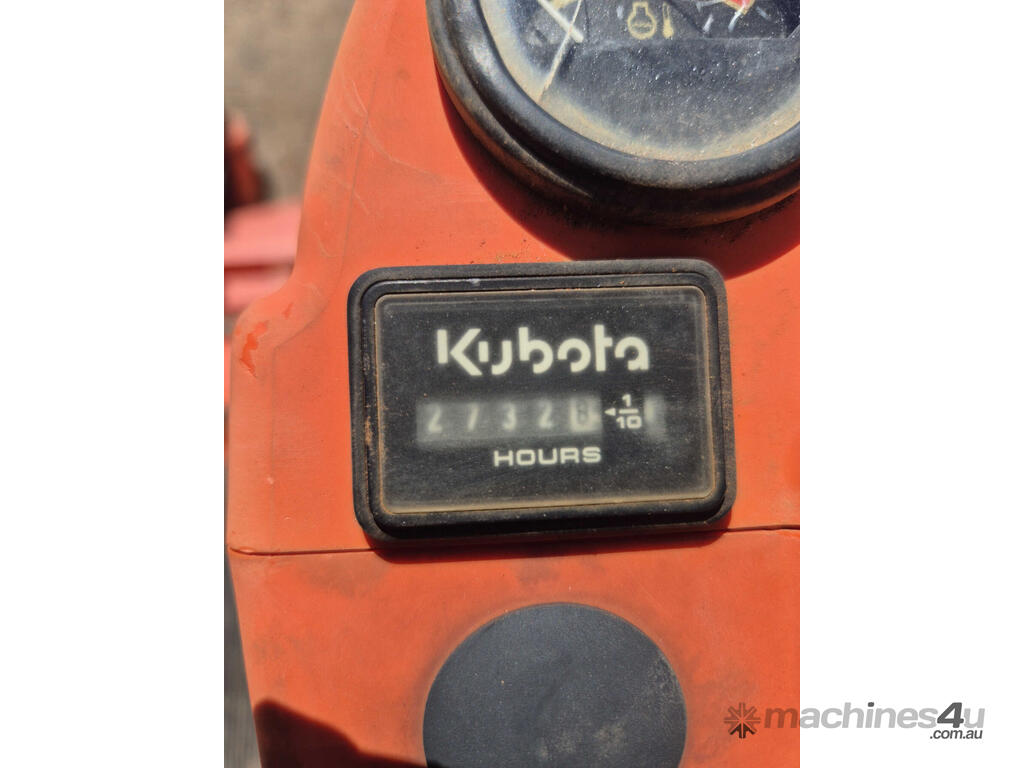 Kubota
2732 1/10
HOURS
machines4u
.com.au